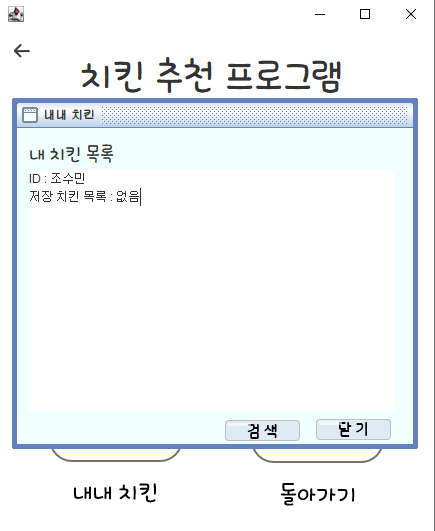 치킨 추천 프로그램
내내 치킨
내 치킨 목록
ID : 조수민
저장 치킨 목록 : 없음
검색 닫기
내내 치킨 돌아가기